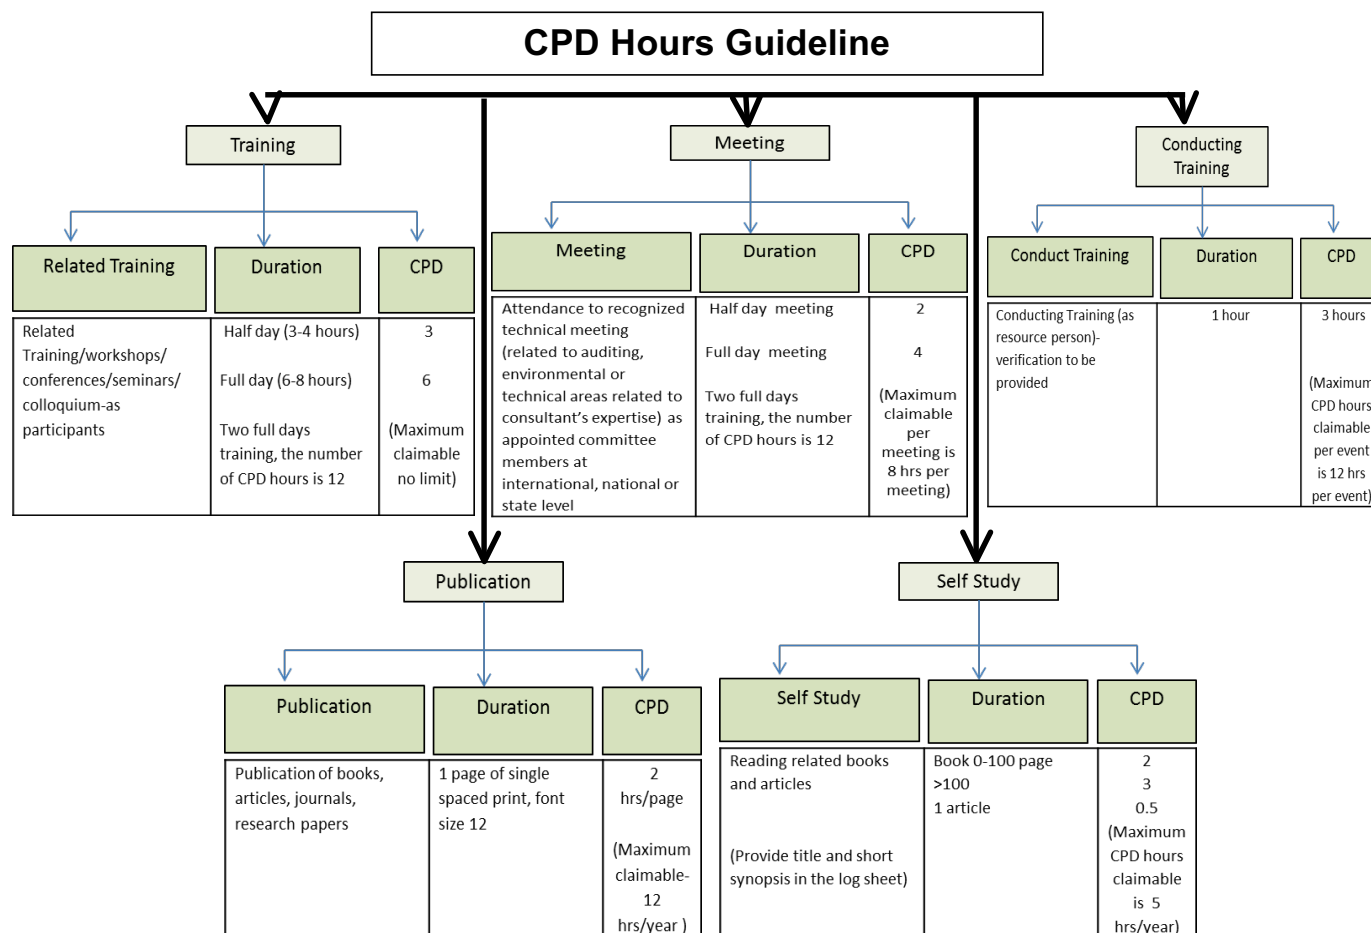 CPD Hours Guideline
Training
Meeting
Conducting
Training
Related Training
Duration
CPD
Related
Training/workshops/
conferences/seminars/
colloquium-as
participants
Half day (3-4 hours)
Full day (6-8 hours)
Two full days
training, the number
of CPD hours is 12
3
6
(Maximum
claimable
no limit)
Meeting
Duration
CPD
Attendance to recognized
technical meeting
(related to auditing,
environmental or
technical areas related to
consultant's expertise) as
appointed committee
members at
international, national or
state level
Half day meeting
Full day meeting
Two full days
training, the number
of CPD hours is 12
2
4
(Maximum
claimable
per
meeting is
8 hrs per
meeting)
Conduct Training
Duration
CPD
Conducting Training (as
resource person)-
verification to be
provided
1 hour
3 hours
(Maximum
CPD hours
claimable
per event
is 12 hrs
per event)
Publication
Self Study
Publication
Duration
CPD
Publication of books,
articles, journals,
research papers
1 page of single
spaced print, font
size 12
2
hrs/page
(Maximum
claimable-
12
hrs/year )
Self Study
Duration
CPD
Reading related books
and articles
(Provide title and short
synopsis in the log sheet)
Book 0-100 page
>100
1 article
2
3
0.5
(Maximum
CPD hours
claimable
is 5
hrs/year)